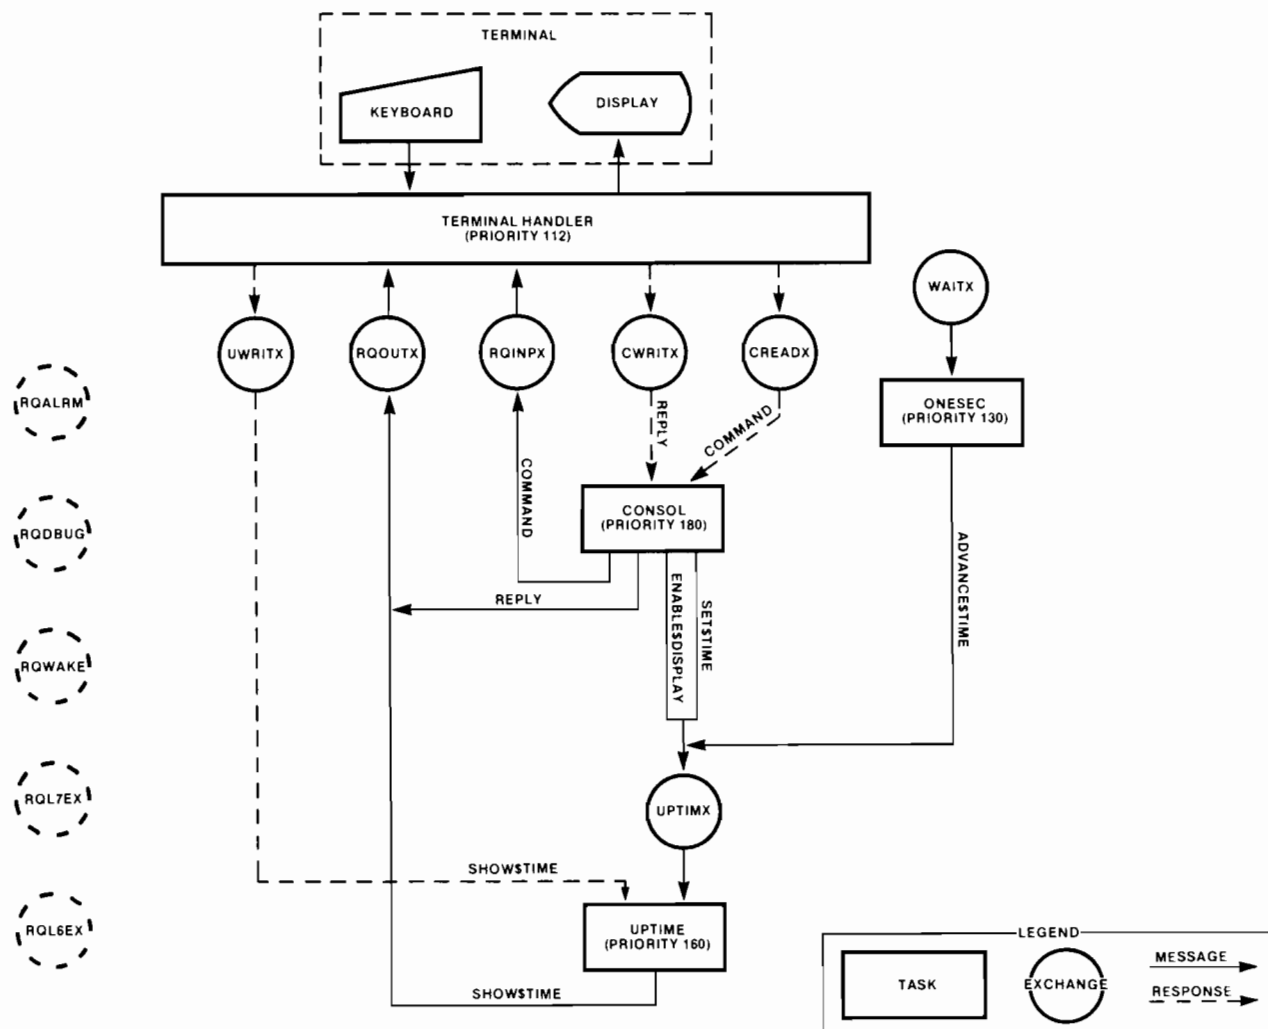 TERMINAL
KEYBOARD
DISPLAY
TERMINAL HANDLER
(PRIORITY 112)
WAITX
UWRITX
RQOUTX
RQINPX
CWRITX
CREADX
RQALRM
ONESEC
(PRIORITY 130)
REPLY
COMMAND
COMMAND
CONSOL
(PRIORITY 180)
RQDBUG
ADVANCE$TIME
REPLY
ENABLE$DISPLAY
SET$TIME
RQWAKE
RQL7EX
UPTIMX
SHOW$TIME
RQL6EX
UPTIME
(PRIORITY 160)
SHOW$TIME
LEGEND
TASK
EXCHANGE
MESSAGE
RESPONSE